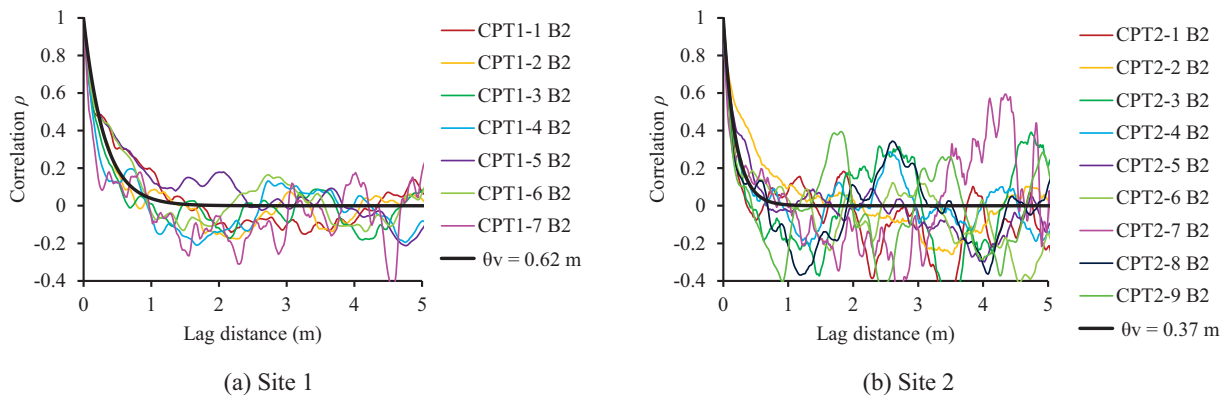 1
0.8
0.6
0.4
0.2
0
-0.2
-0.4
Correlation ρ
0 1 2 3 4 5
Lag distance (m)
CPT1-1 B2
CPT1-2 B2
CPT1-3 B2
CPT1-4 B2
CPT1-5 B2
CPT1-6 B2
CPT1-7 B2
θv = 0.62 m
(a) Site 1
1
0.8
0.6
0.4
0.2
0
-0.2
-0.4
Correlation ρ
0 1 2 3 4 5
Lag distance (m)
CPT2-1 B2
CPT2-2 B2
CPT2-3 B2
CPT2-4 B2
CPT2-5 B2
CPT2-6 B2
CPT2-7 B2
CPT2-8 B2
CPT2-9 B2
θv = 0.37 m
(b) Site 2